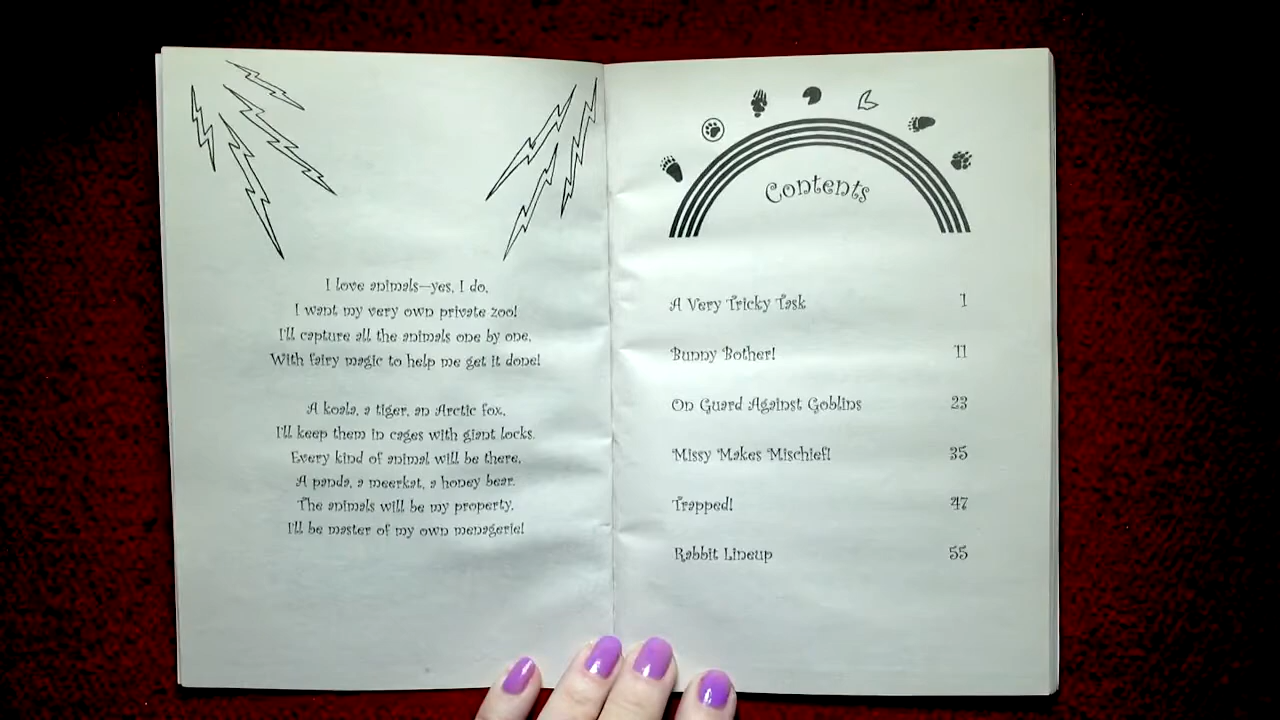 I love animals—yes, I do,
I want my very own private zoo!
I'll capture all the animals one by one,
With fairy magic to help me get it done!
A koala, a tiger, an Arctic fox,
I'll keep them in cages with giant locks.
Every kind of animal will be there,
A panda, a meerkat, a honey bear.
The animals will be my property,
I'll be master of my own menagerie!
Contents
A Very Tricky Task 1
Bunny Bother! 11
On Guard Against Goblins 23
Missy Makes Mischief! 35
Trapped! 47
Rabbit Lineup 55